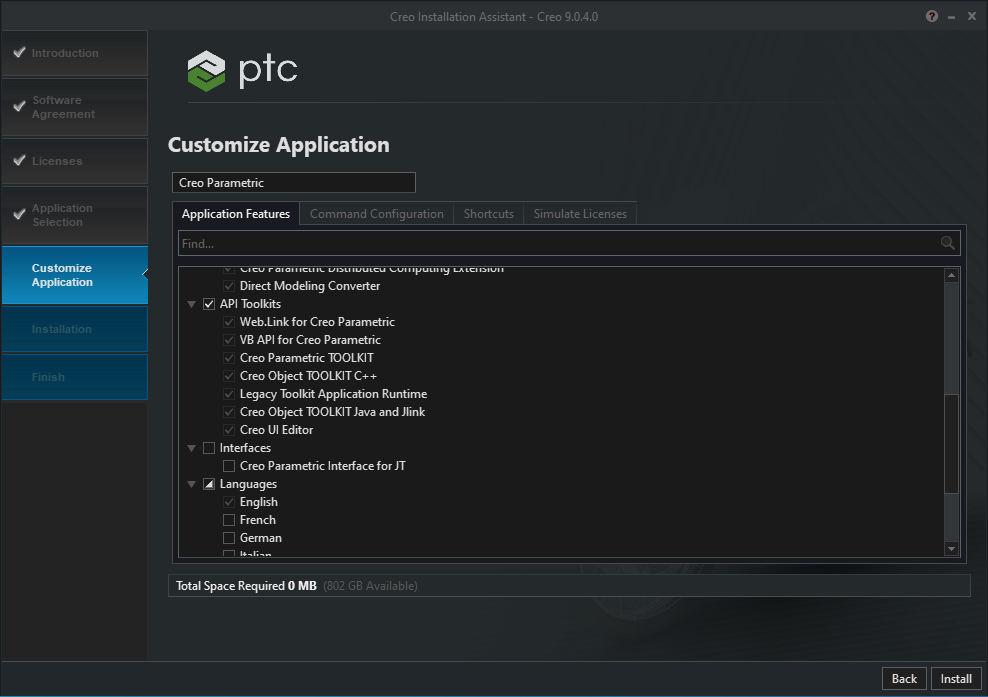 Creo Installation Assistant - Creo 9.0.4.0
Introduction
Software
Agreement
Licenses
Application
Selection
Customize
Application
Installation
Finish
ptc
Customize Application
Creo Parametric
Application Features Command Configuration Shortcuts Simulate Licenses
Find...
Creo Parametric Distributed Computing Extension
Direct Modeling Converter
API Toolkits
Web.Link for Creo Parametric
VB API for Creo Parametric
Creo Parametric TOOLKIT
Creo Object TOOLKIT C++
Legacy Toolkit Application Runtime
Creo Object TOOLKIT Java and Jlink
Creo UI Editor
Interfaces
Creo Parametric Interface for JT
Languages
English
French
German
Italian
Total Space Required 0 MB (802 GB Available)
Back Install